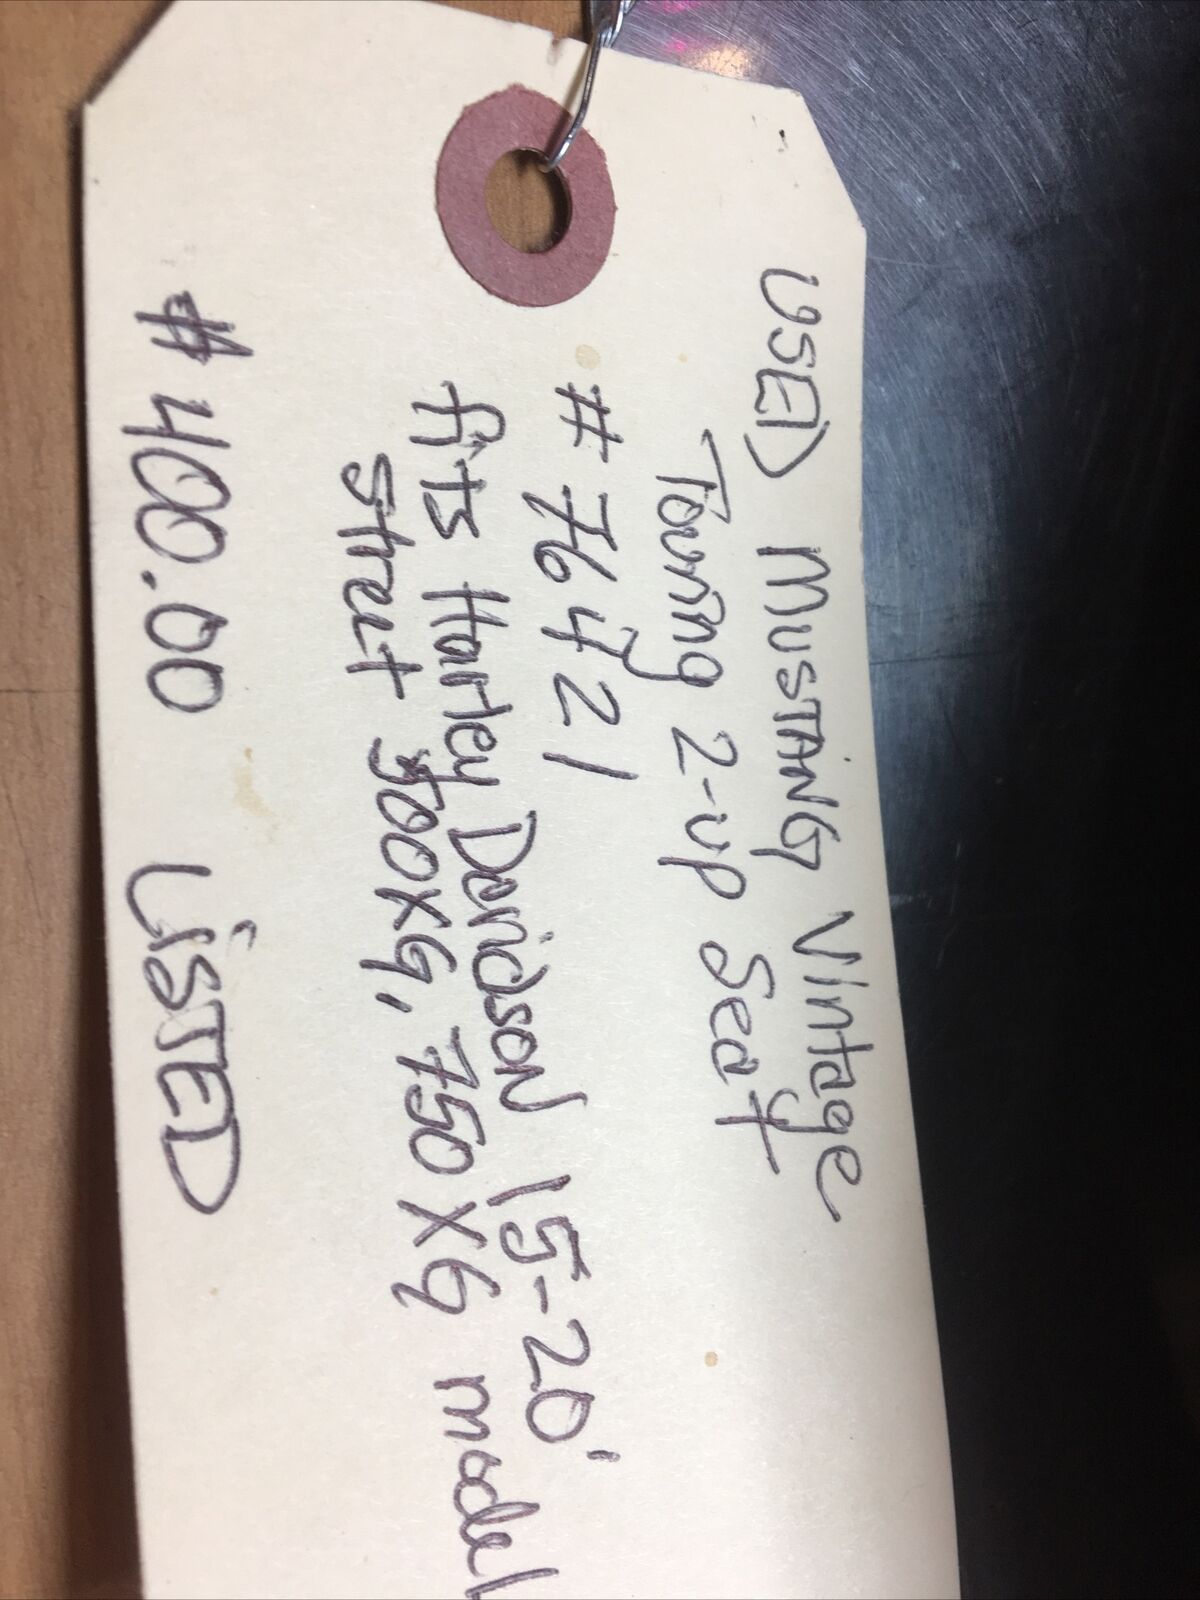 USED MUSTANG Vintage
Touring 2-up Seat
# 76421
fits Harley Davidson 15-20'
Street 500XG, 750XG model
#400.00 LiSTED